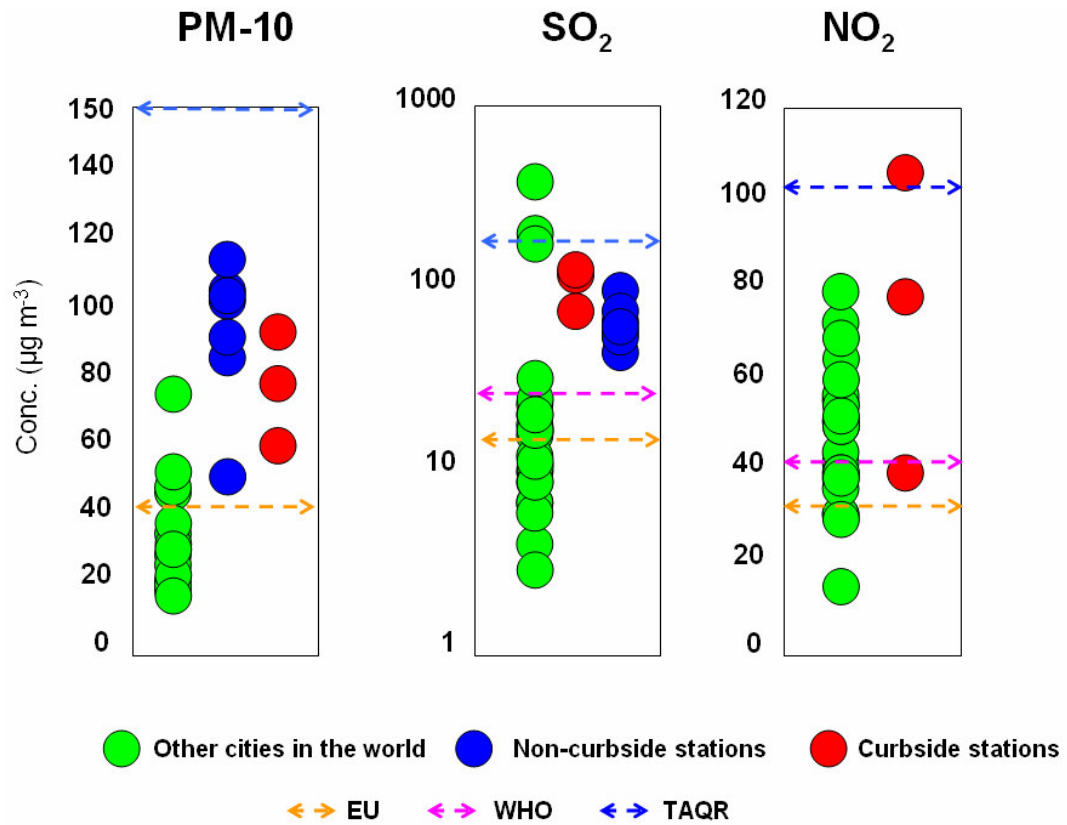 PM-10
SO2
NO2
Conc. (µg m-3)
150
140
120
100
80
60
40
20
0
1000
100
10
1
120
100
80
60
40
20
0
Other cities in the world
Non-curbside stations
Curbside stations
EU
WHO
TAQR